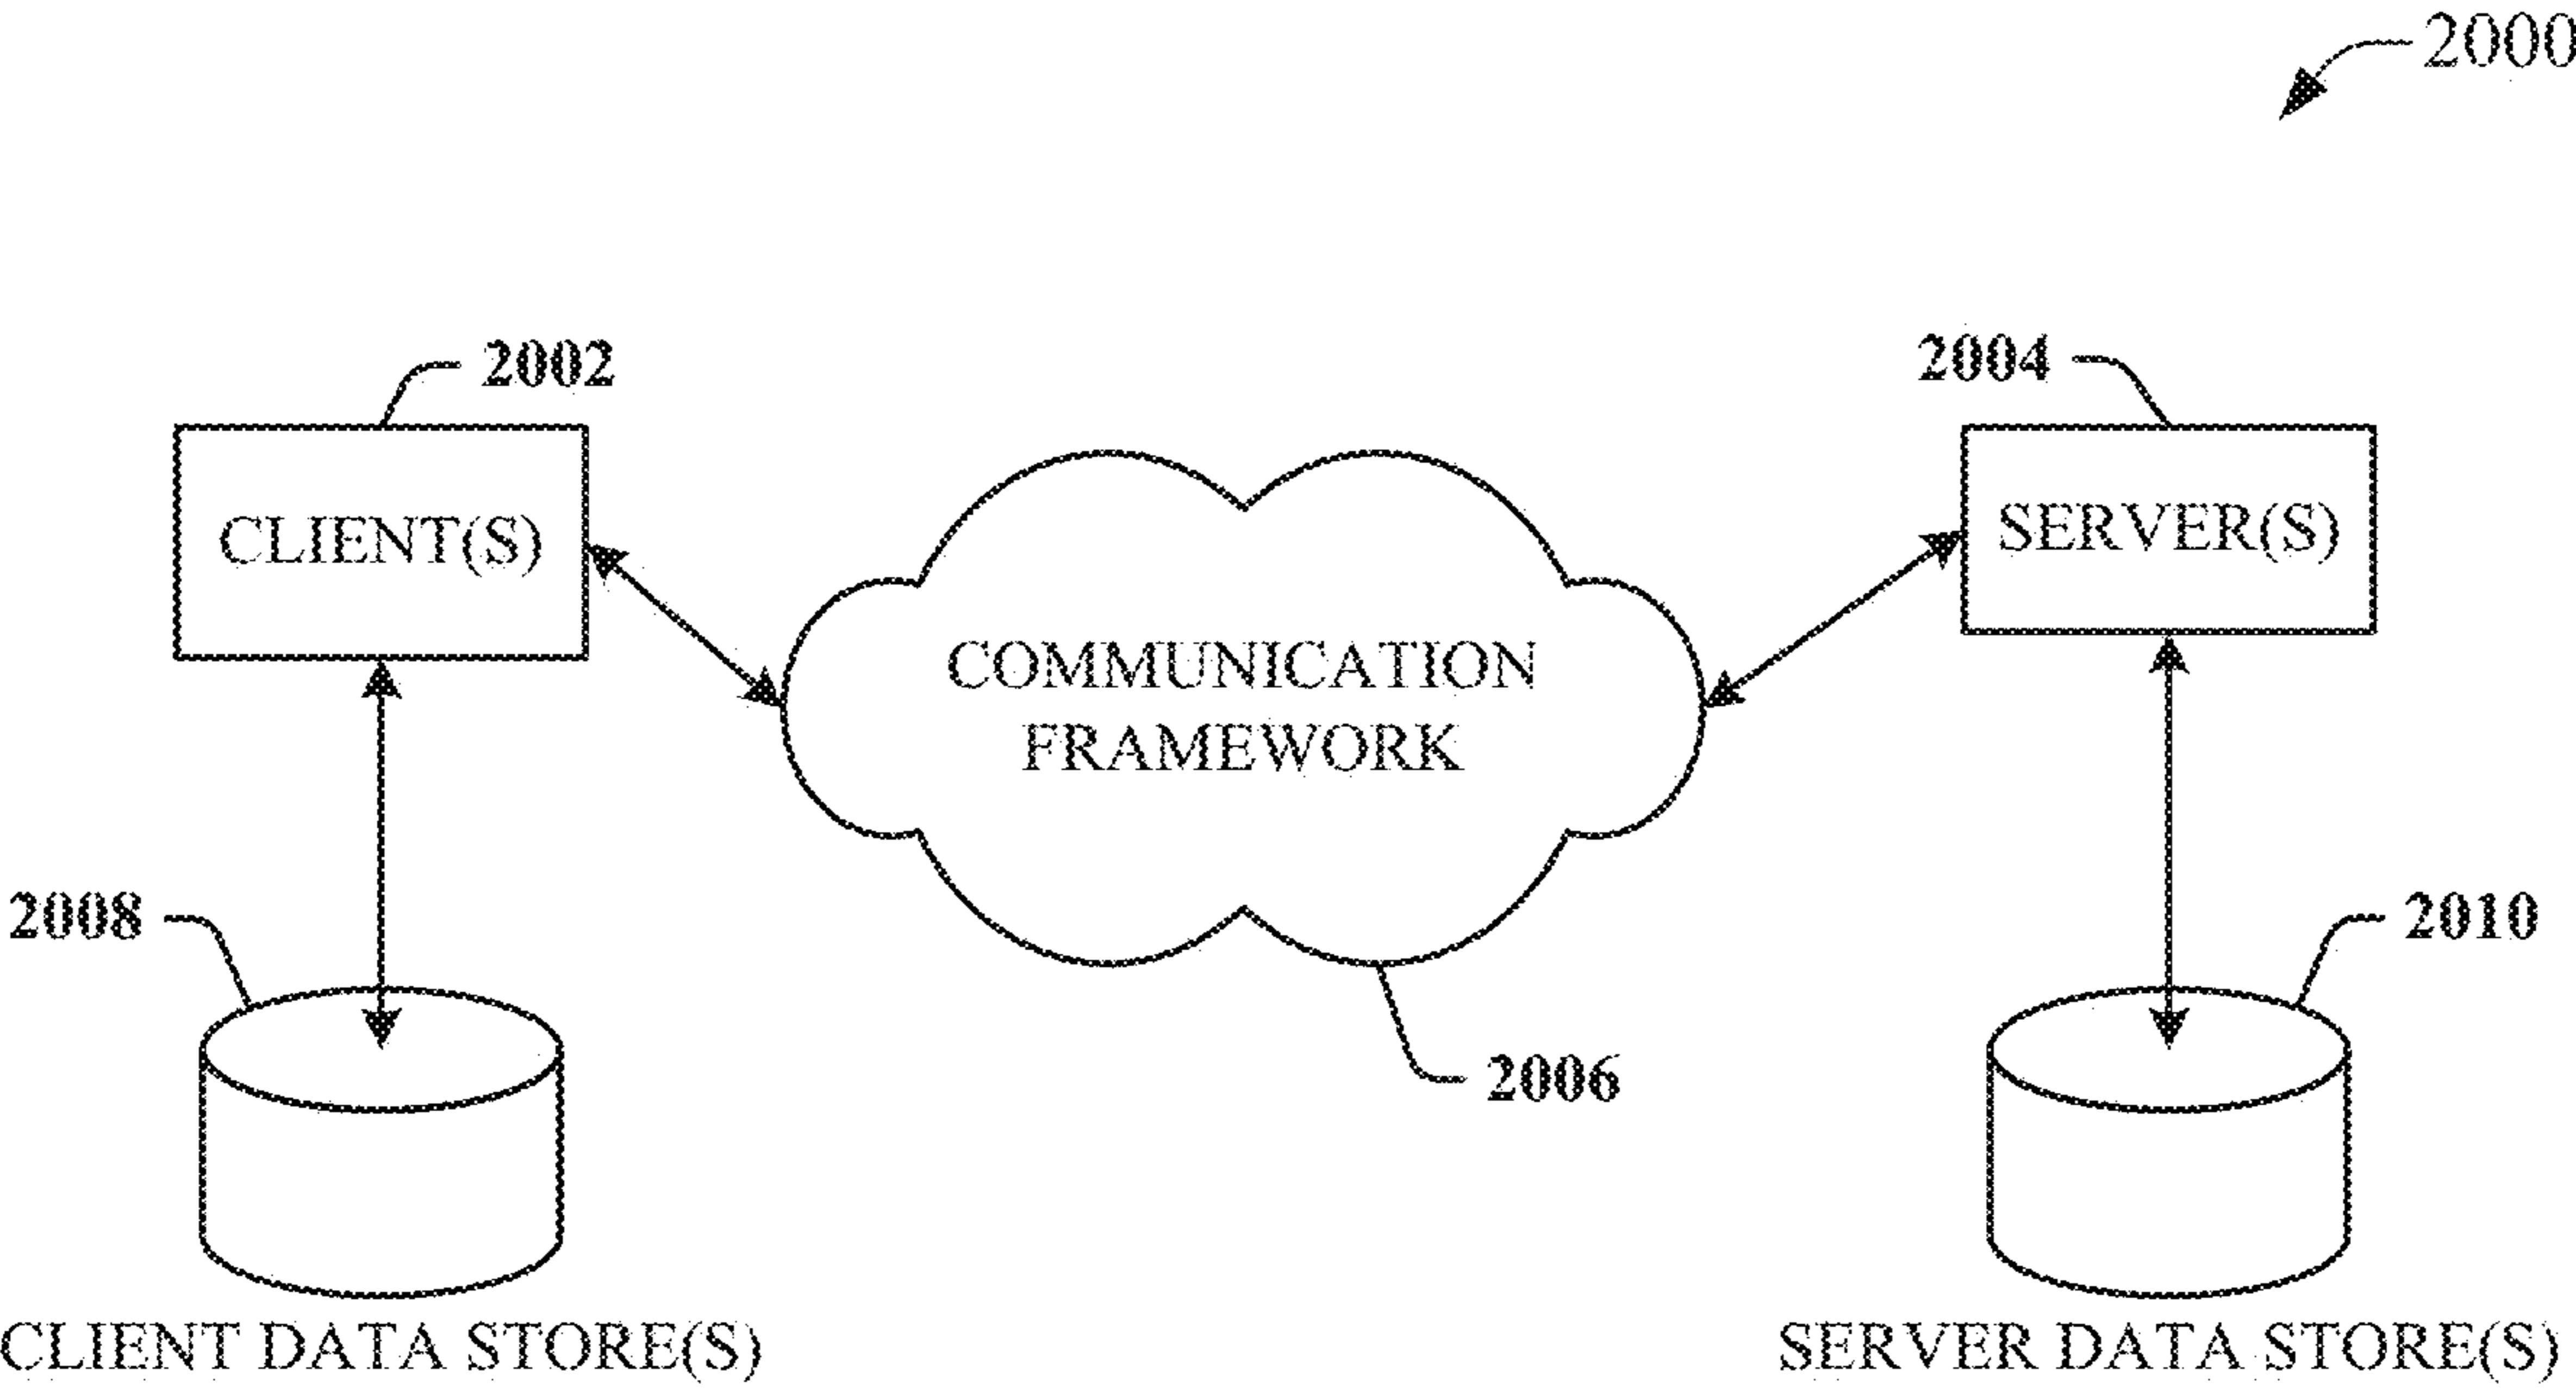 2000
2002
2004
CLIENT(S)
SERVER(S)
COMMUNICATION
FRAMEWORK
2008
2010
2006
CLIENT DATA STORE(S)
SERVER DATA STORE(S)